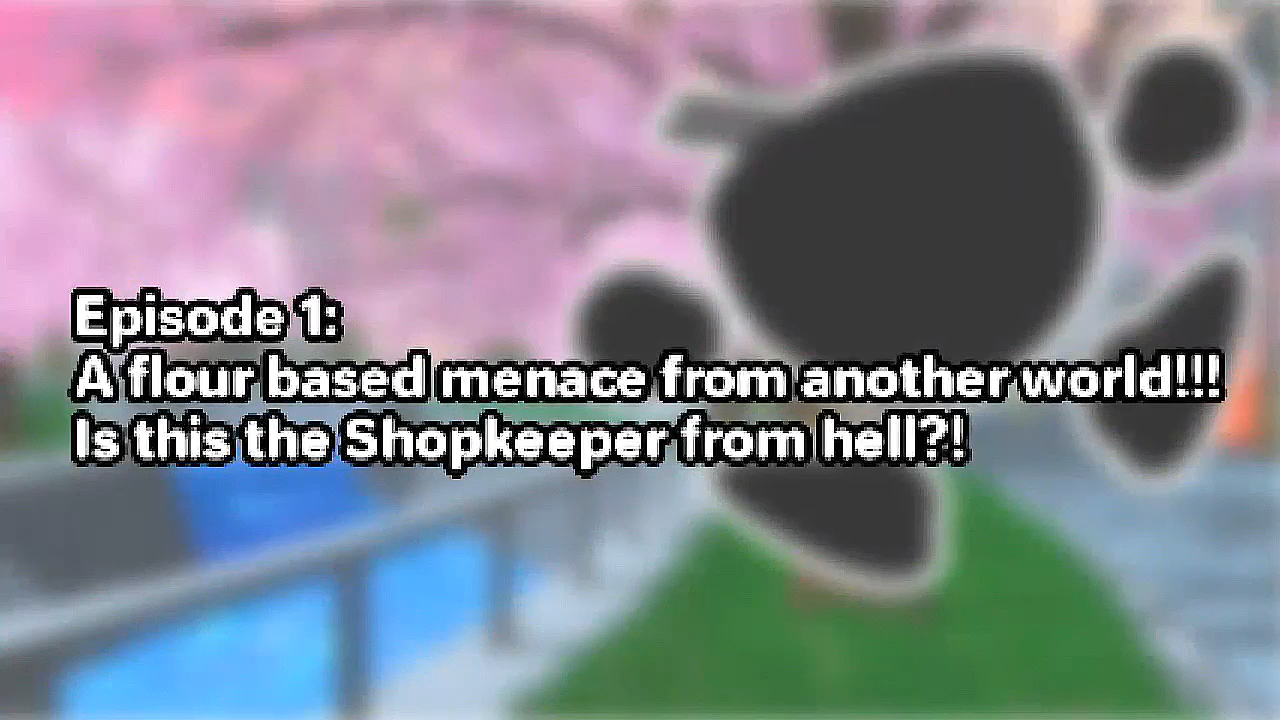 Episode 1:
A flour based menace from another world!!!
Is this the Shopkeeper from hell?!